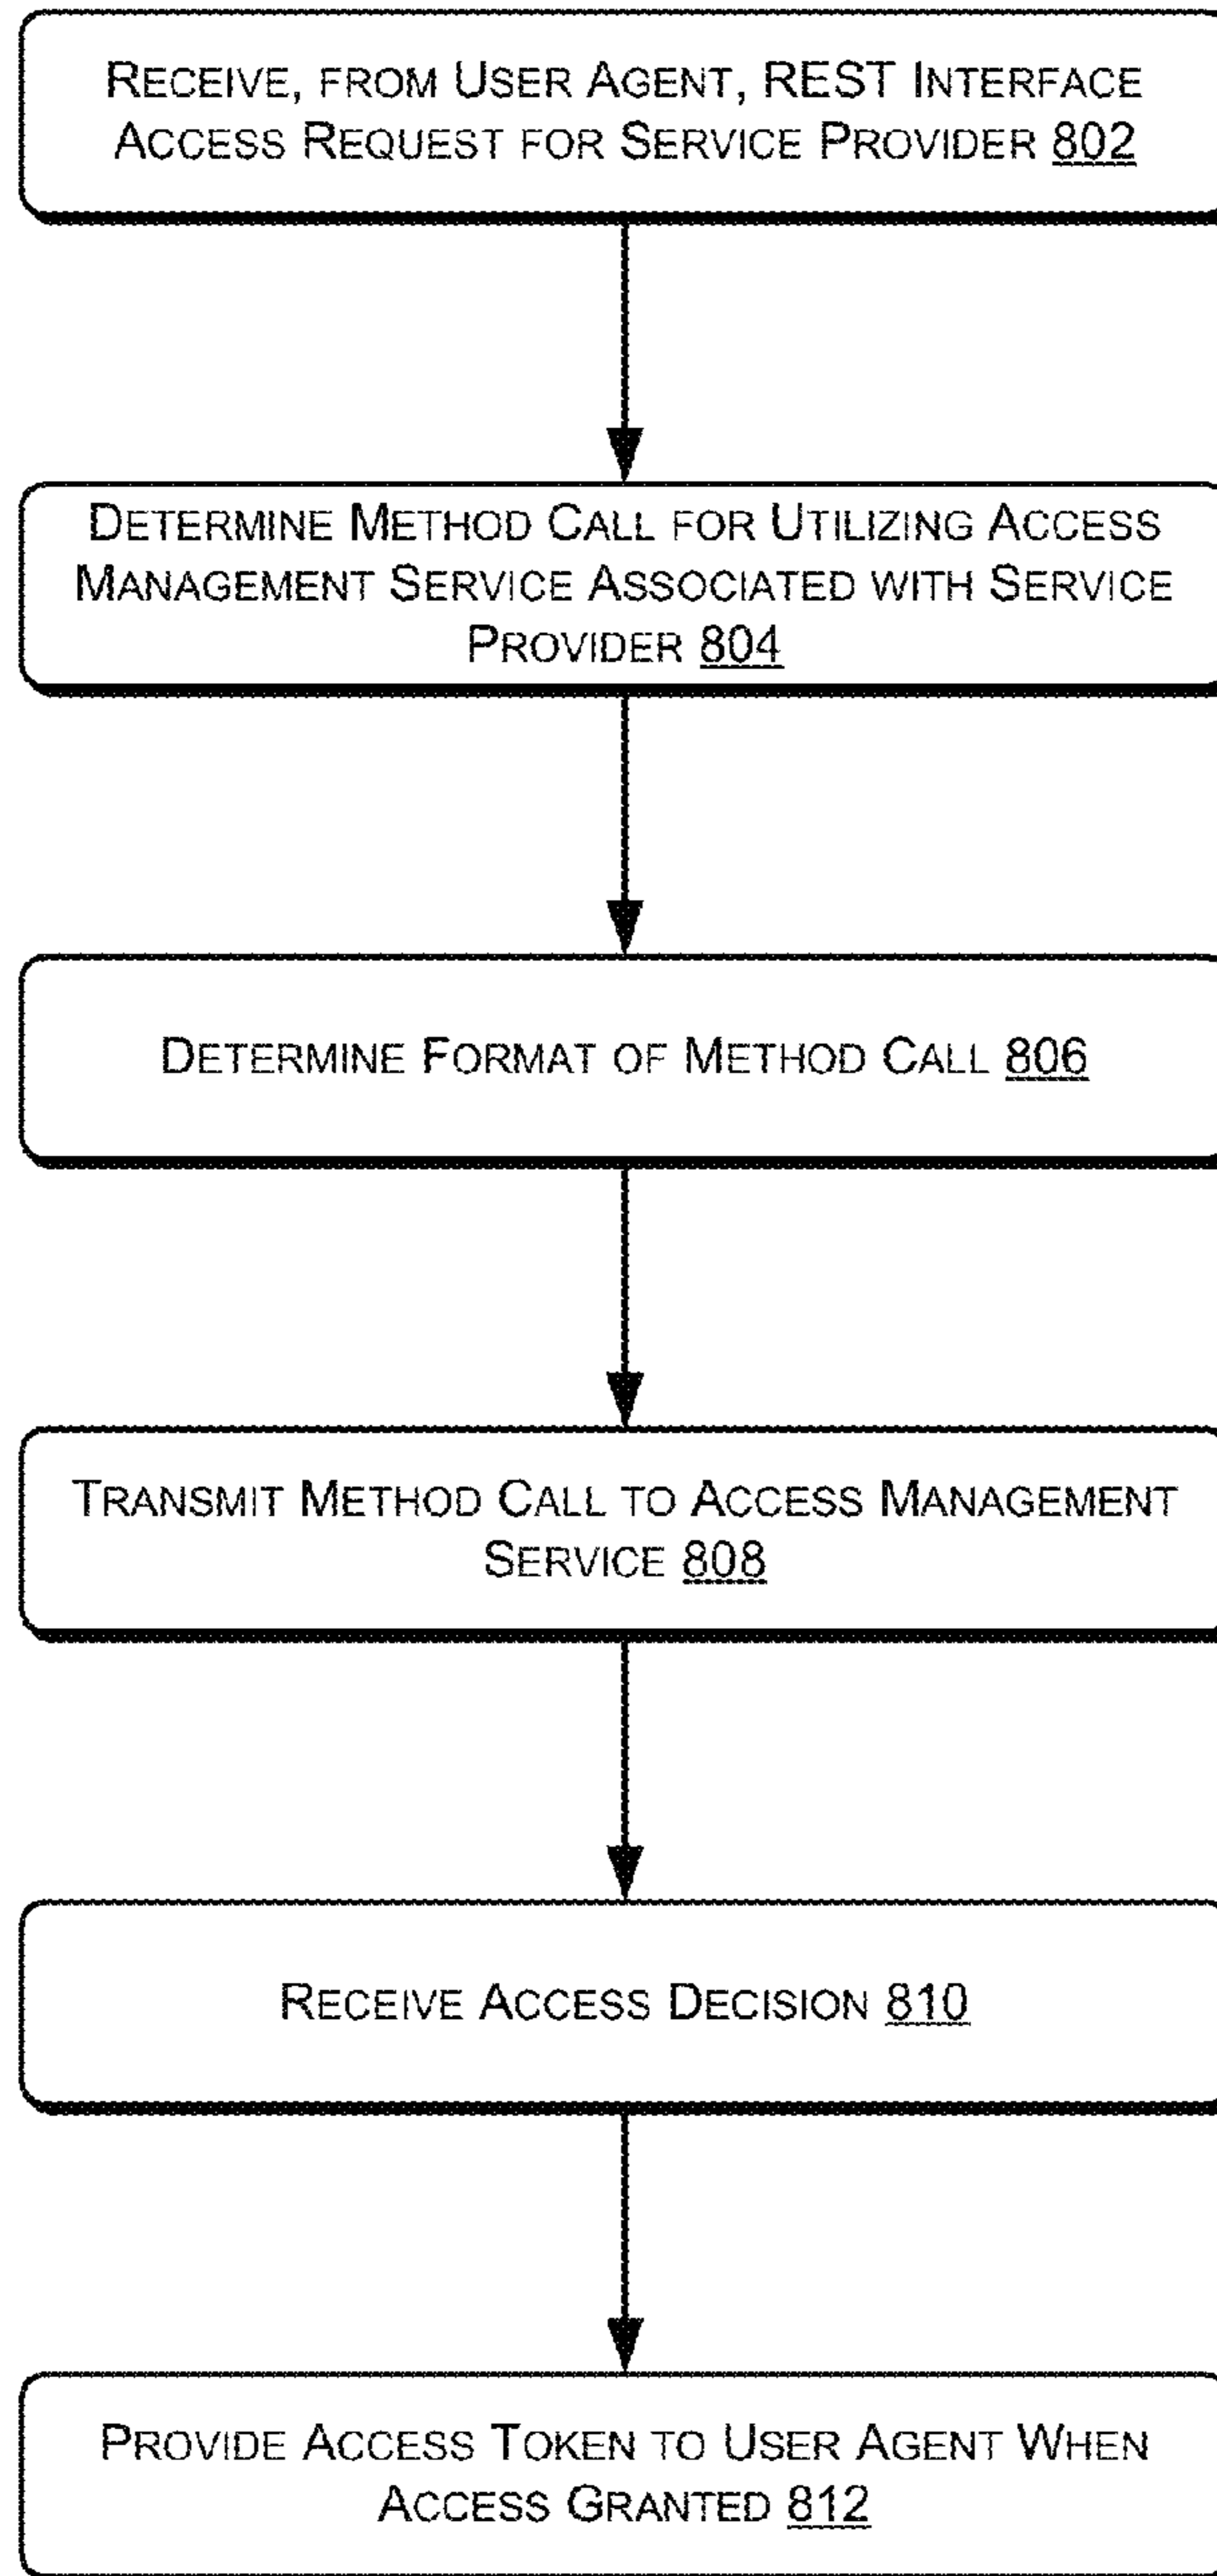 RECEIVE, FROM USER AGENT, REST INTERFACE
ACCESS REQUEST FOR SERVICE PROVIDER 802
DETERMINE METHOD CALL FOR UTILIZING ACCESS
MANAGEMENT SERVICE ASSOCIATED WITH SERVICE
PROVIDER 804
DETERMINE FORMAT OF METHOD CALL 806
TRANSMIT METHOD CALL TO ACCESS MANAGEMENT
SERVICE 808
RECEIVE ACCESS DECISION 810
PROVIDE ACCESS TOKEN TO USER AGENT WHEN
ACCESS GRANTED 812